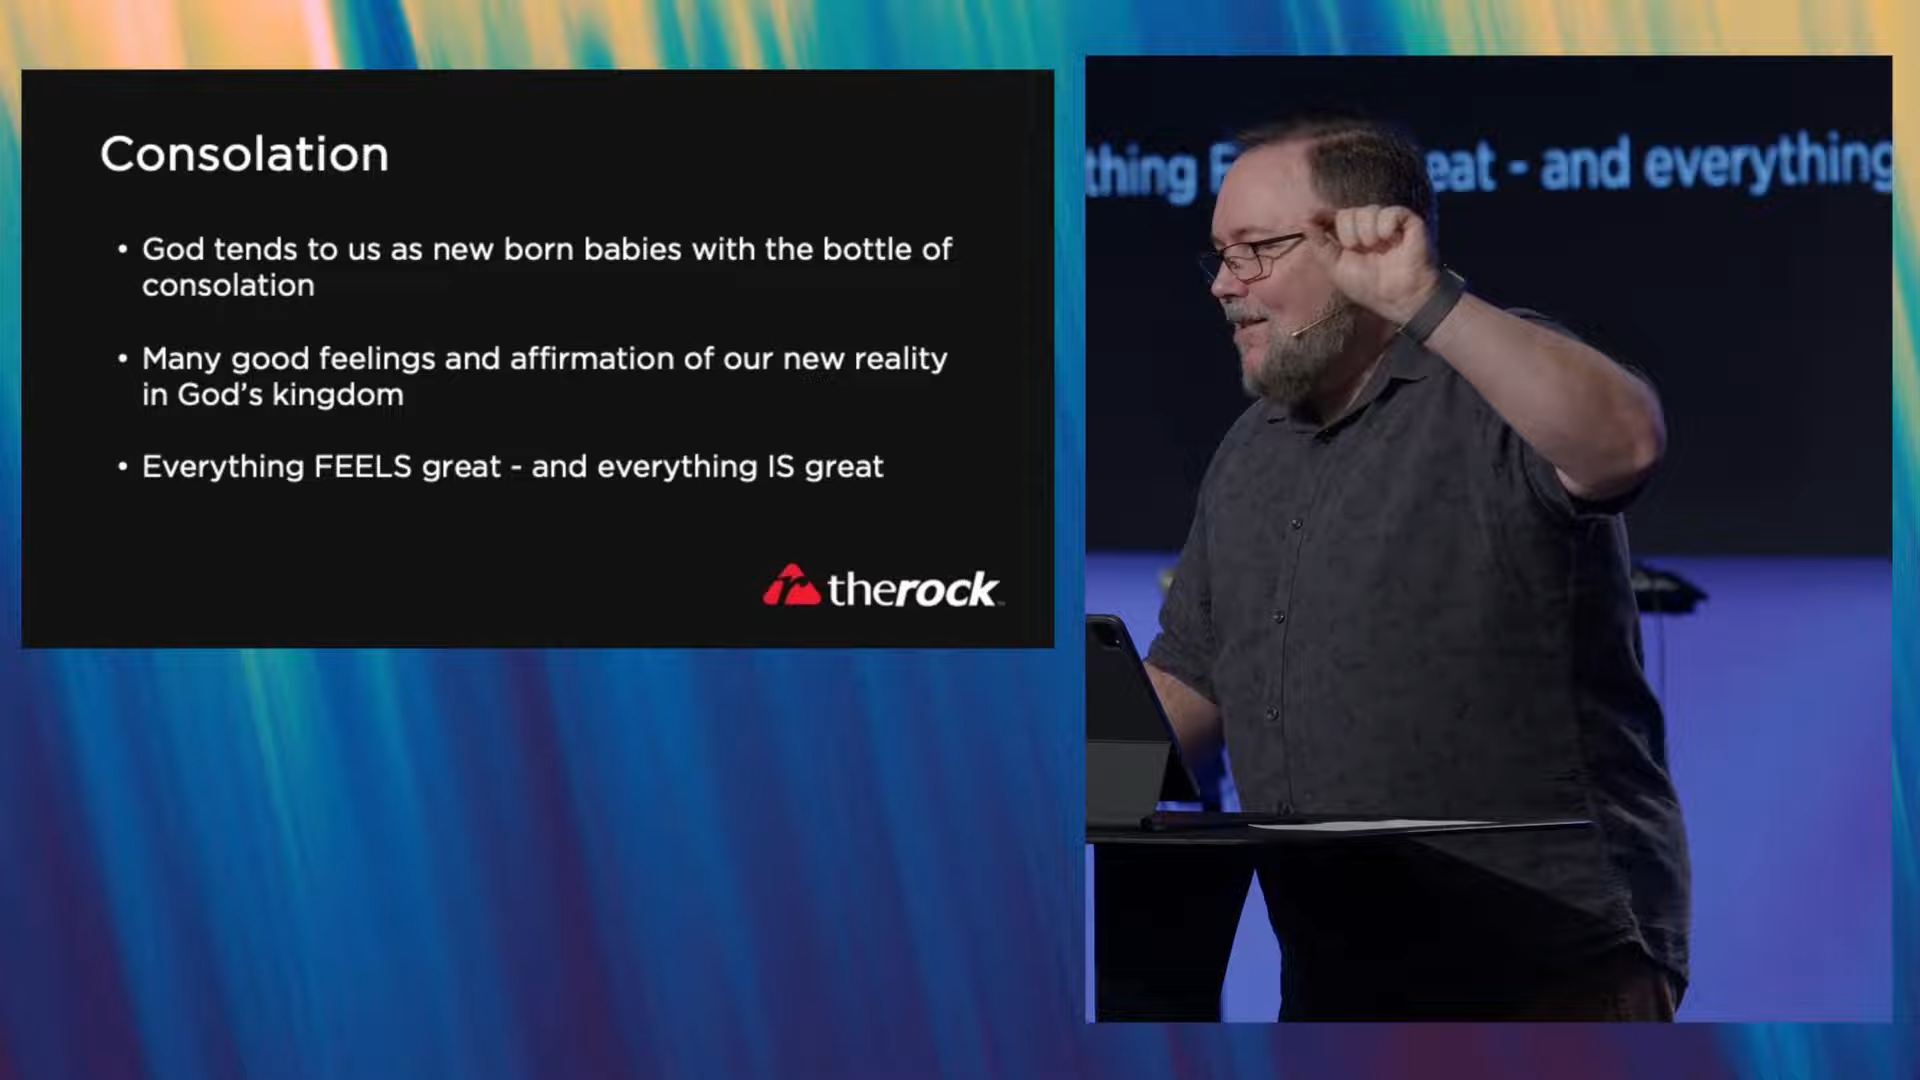 Consolation
• God tends to us as new born babies with the bottle of
consolation
• Many good feelings and affirmation of our new reality
in God's kingdom
• Everything FEELS great - and everything IS great
therock
thing F eat - and everything